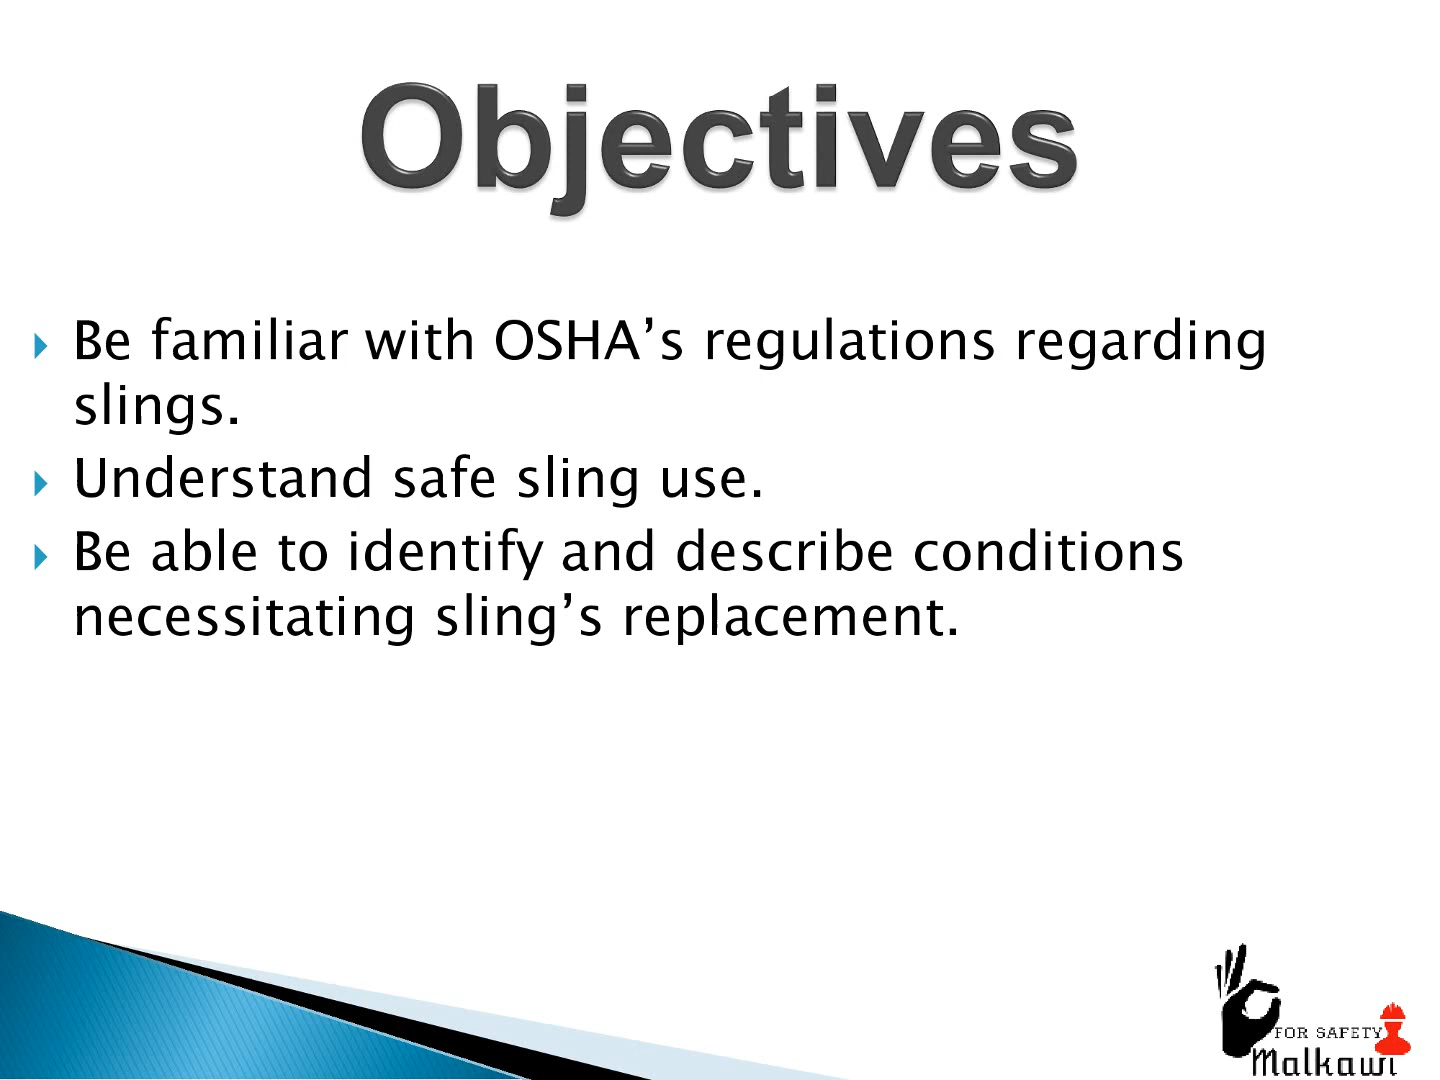 Objectives
Be familiar with OSHA’s regulations regarding
slings.
Understand safe sling use.
Be able to identify and describe conditions
necessitating sling’s replacement.
FOR SAFETY
Malkawi